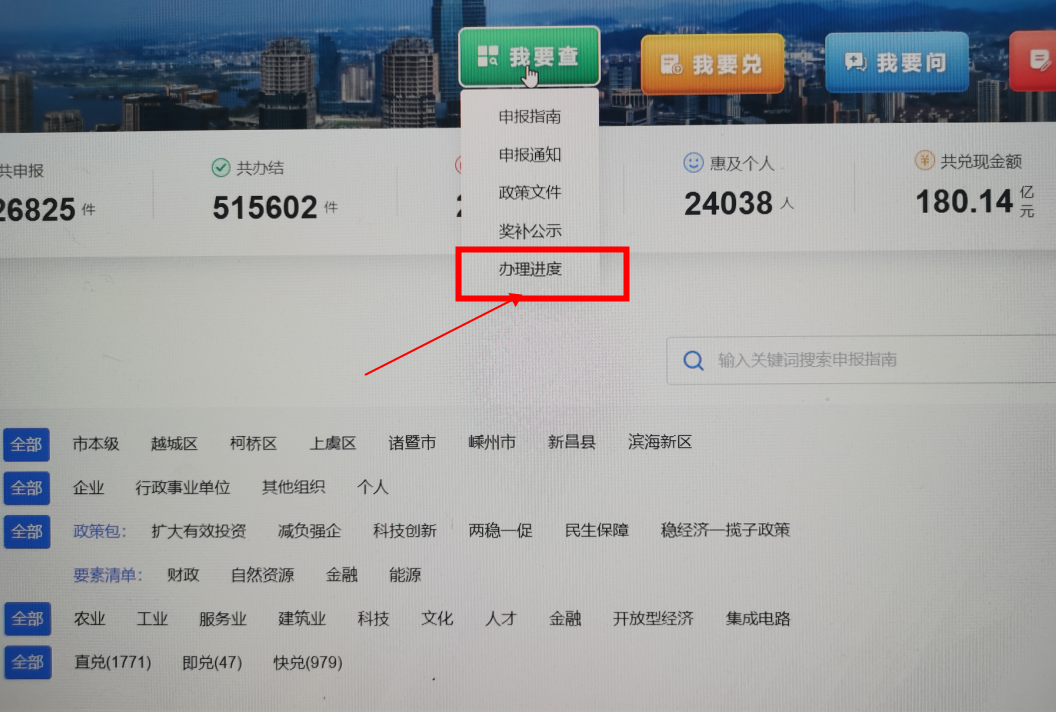 我要查 我要兑 我要问
申报指南
申报通知
政策文件
奖补公示
办理进度
共申报 共办结 惠及个人 共兑现金额
26825 件 515602 件 24038 人 180.14 亿元
输入关键词搜索申报指南
全部 市本级 越城区 柯桥区 上虞区 诸暨市 嵊州市 新昌县 滨海新区
全部 企业 行政事业单位 其他组织 个人
全部 政策包: 扩大有效投资 减负强企 科技创新 两稳一促 民生保障 稳经济一揽子政策
要素清单: 财政 自然资源 金融 能源
全部 农业 工业 服务业 建筑业 科技 文化 人才 金融 开放型经济 集成电路
全部 直兑(1771) 即兑(47) 快兑(979)